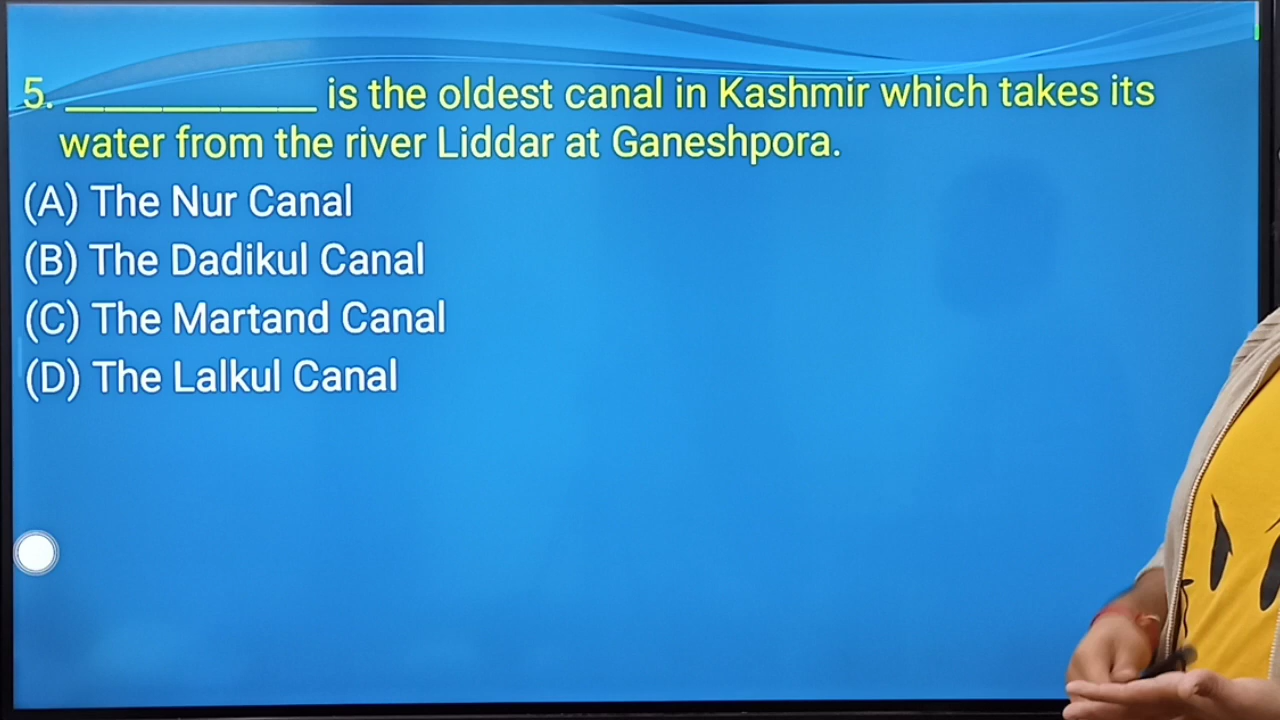 5. ____________ is the oldest canal in Kashmir which takes its
water from the river Liddar at Ganeshpora.
(A) The Nur Canal
(B) The Dadikul Canal
(C) The Martand Canal
(D) The Lalkul Canal